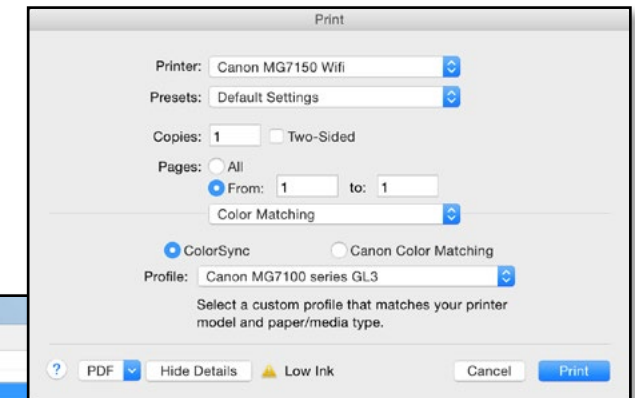 Print
Printer: Canon MG7150 Wifi
Presets: Default Settings
Copies: 1 Two-Sided
Pages: All
From: 1 to: 1
Color Matching
ColorSync Canon Color Matching
Profile: Canon MG7100 series GL3
Select a custom profile that matches your printer
model and paper/media type.
? PDF Hide Details Low Ink Cancel Print